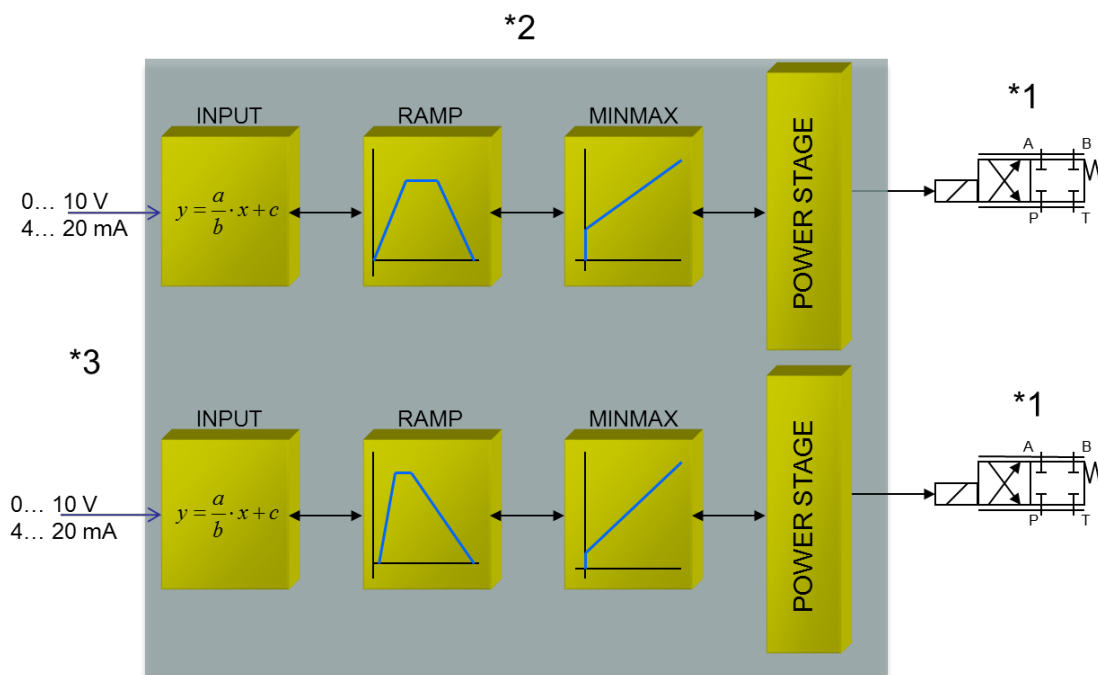 *2
*1
INPUT
RAMP
MINMAX
POWER STAGE
A
B
0… 10 V
4… 20 mA
y = a/b · x + c
P
T
*3
*1
INPUT
RAMP
MINMAX
POWER STAGE
A
B
0… 10 V
4… 20 mA
y = a/b · x + c
P
T